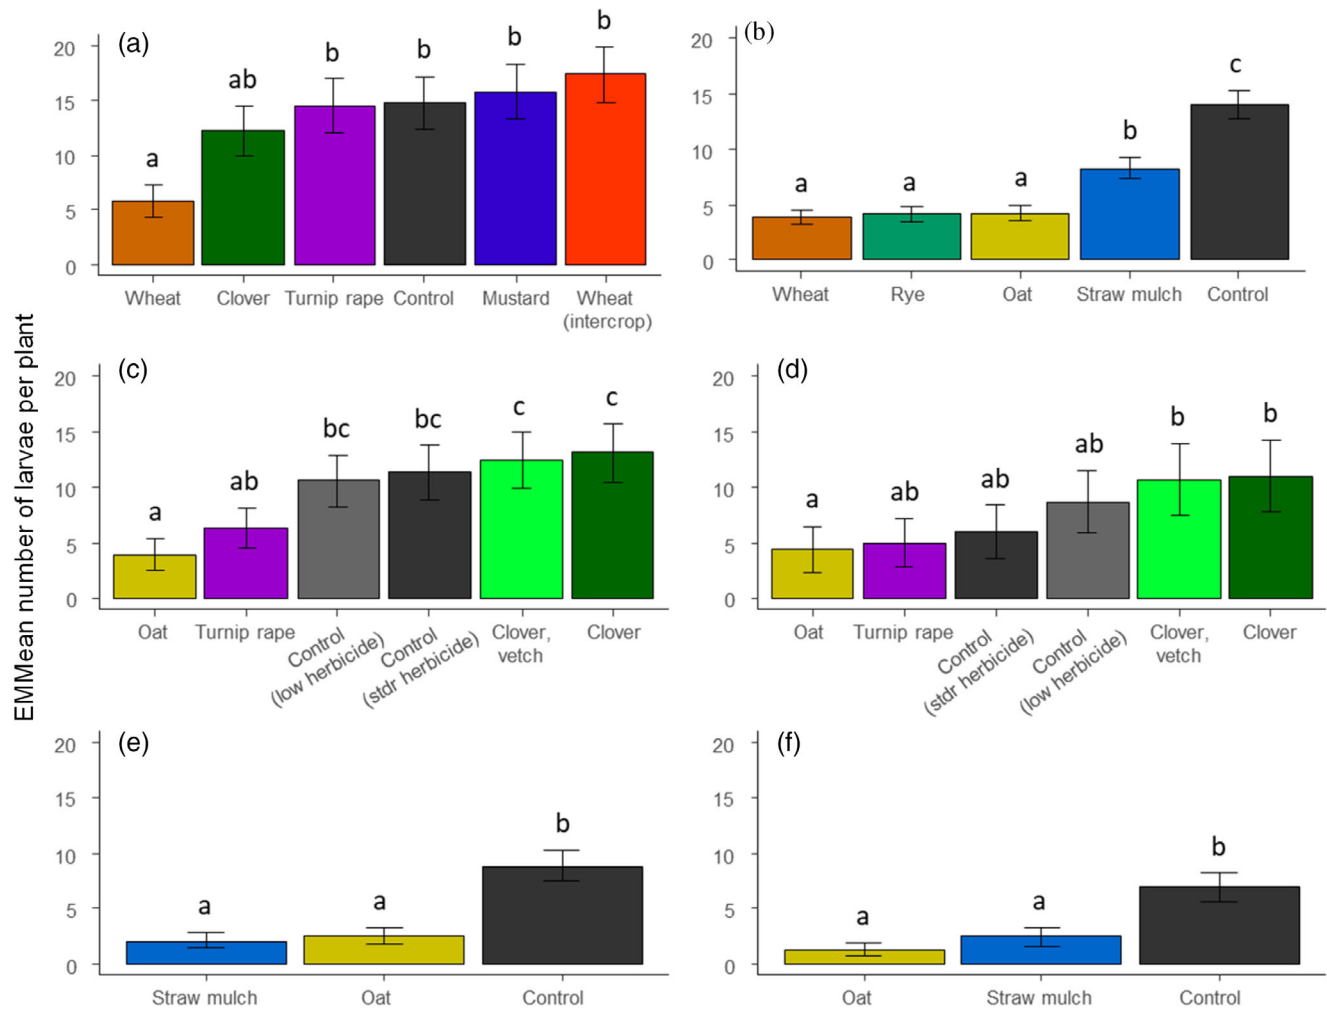 EMMean number of larvae per plant
(a)
20
15
10
5
0
a
ab
b
b
b
b
Wheat
Clover
Turnip rape
Control
Mustard
Wheat
(intercrop)
(b)
20
15
10
5
0
a
a
a
b
c
Wheat
Rye
Oat
Straw mulch
Control
(c)
20
15
10
5
0
a
ab
bc
bc
c
c
Oat
Turnip rape
Control
(low herbicide)
Control
(stdr herbicide)
Clover,
vetch
Clover
(d)
20
15
10
5
0
a
ab
ab
ab
b
b
Oat
Turnip rape
Control
(stdr herbicide)
Control
(low herbicide)
Clover,
vetch
Clover
(e)
20
15
10
5
0
a
a
b
Straw mulch
Oat
Control
(f)
20
15
10
5
0
a
a
b
Oat
Straw mulch
Control